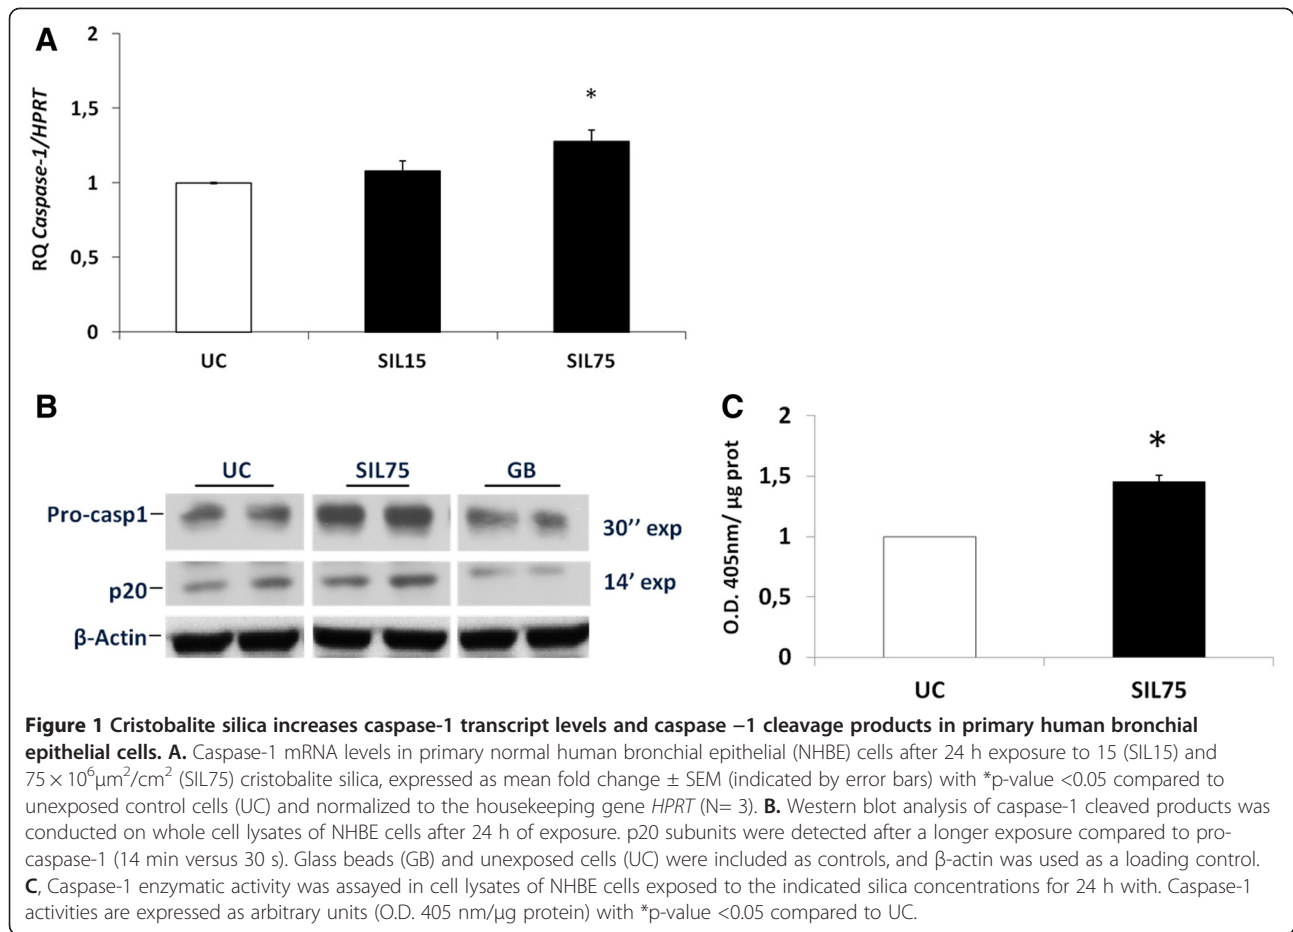 A
2
1,5
1
0,5
0
RQ Caspase-1/HPRT
*
UC SIL15 SIL75
B
UC SIL75 GB
Pro-casp1
30’’ exp
p20
14’ exp
β-Actin
C
2
1,5
1
0,5
0
O.D. 405nm/ µg prot
*
UC SIL75
Figure 1 Cristobalite silica increases caspase-1 transcript levels and caspase −1 cleavage products in primary human bronchial
epithelial cells. A. Caspase-1 mRNA levels in primary normal human bronchial epithelial (NHBE) cells after 24 h exposure to 15 (SIL15) and
75 × 10⁶µm²/cm² (SIL75) cristobalite silica, expressed as mean fold change ± SEM (indicated by error bars) with *p-value <0.05 compared to
unexposed control cells (UC) and normalized to the housekeeping gene HPRT (N= 3). B. Western blot analysis of caspase-1 cleaved products was
conducted on whole cell lysates of NHBE cells after 24 h of exposure. p20 subunits were detected after a longer exposure compared to pro-
caspase-1 (14 min versus 30 s). Glass beads (GB) and unexposed cells (UC) were included as controls, and β-actin was used as a loading control.
C, Caspase-1 enzymatic activity was assayed in cell lysates of NHBE cells exposed to the indicated silica concentrations for 24 h with. Caspase-1
activities are expressed as arbitrary units (O.D. 405 nm/µg protein) with *p-value <0.05 compared to UC.